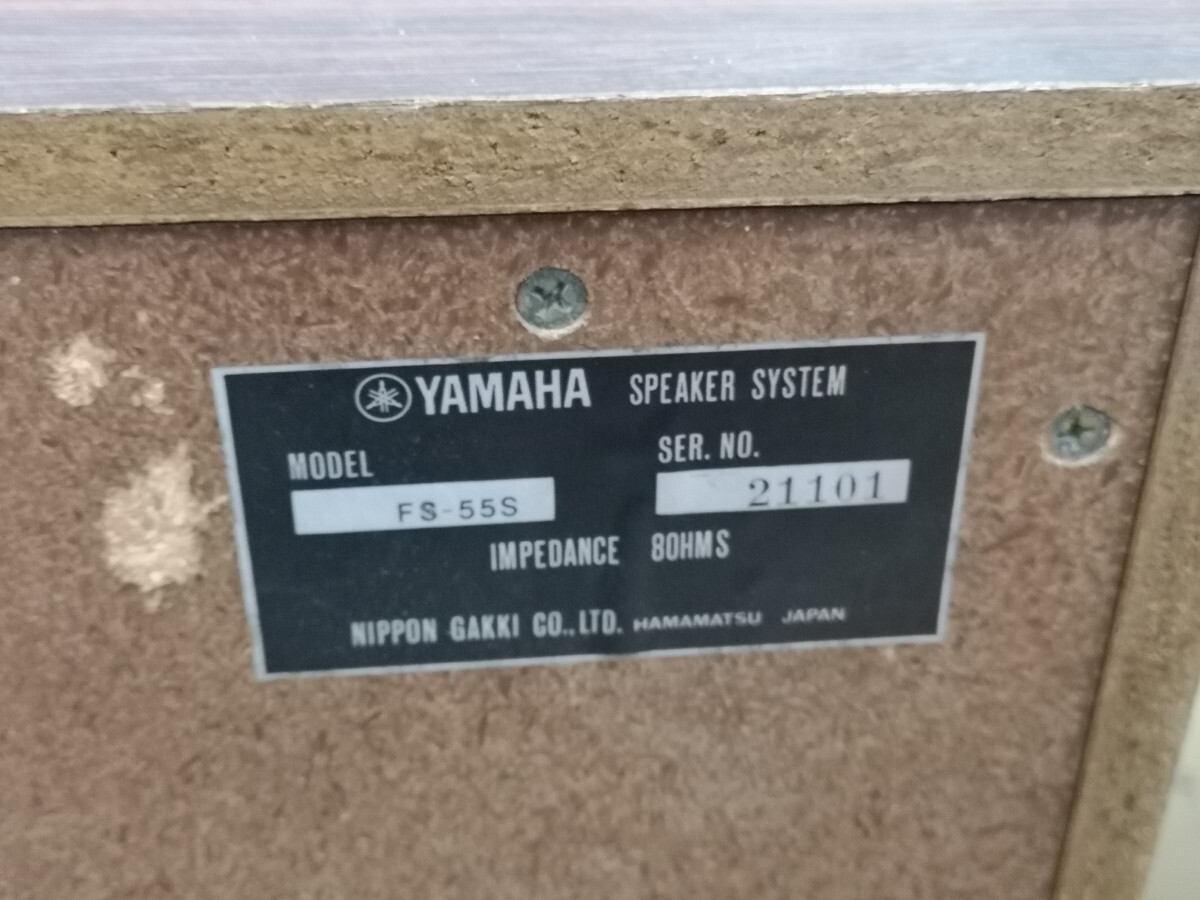 YAMAHA SPEAKER SYSTEM
MODEL SER. NO.
FS-55S 21101
IMPEDANCE 8OHMS
NIPPON GAKKI CO.,LTD. HAMAMATSU JAPAN